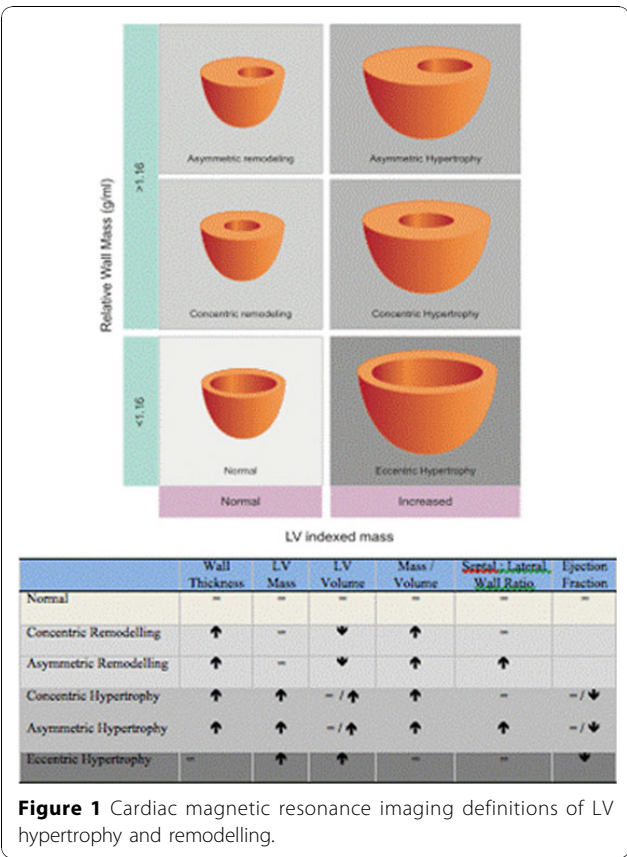 Relative Wall Mass (g/ml)
>1.16
<1.16
Asymmetric remodeling
Asymmetric Hypertrophy
Concentric remodeling
Concentric Hypertrophy
Normal
Eccentric Hypertrophy
Normal
Increased
LV indexed mass
Wall Thickness LV Mass LV Volume Mass / Volume Septal : Lateral Wall Ratio Ejection Fraction
Normal = = = = = =
Concentric Remodelling ↑ = ↓ ↑ =
Asymmetric Remodelling ↑ = ↓ ↑ ↑
Concentric Hypertrophy ↑ ↑ = / ↑ ↑ = = / ↓
Asymmetric Hypertrophy ↑ ↑ = / ↑ ↑ ↑ = / ↓
Eccentric Hypertrophy = ↑ ↑ = = ↓
Figure 1 Cardiac magnetic resonance imaging definitions of LV
hypertrophy and remodelling.